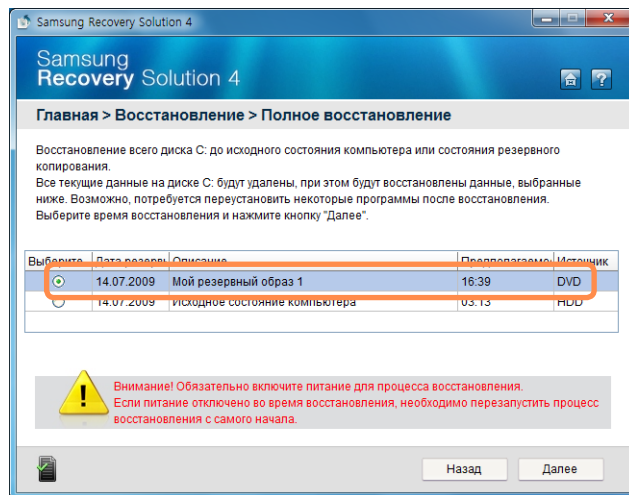 Samsung Recovery Solution 4
Samsung
Recovery Solution 4
Главная > Восстановление > Полное восстановление
Восстановление всего диска C: до исходного состояния компьютера или состояния резервного
копирования.
Все текущие данные на диске C: будут удалены, при этом будут восстановлены данные, выбранные
ниже. Возможно, потребуется переустановить некоторые программы после восстановления.
Выберите время восстановления и нажмите кнопку "Далее".
Выберите Дата резервы Описание Предполагаемо Источник
14.07.2009 Мой резервный образ 1 16:39 DVD
14.07.2009 Исходное состояние компьютера 03:13 HDD
Внимание! Обязательно включите питание для процесса восстановления.
Если питание отключено во время восстановления, необходимо перезапустить процесс
восстановления с самого начала.
Назад Далее